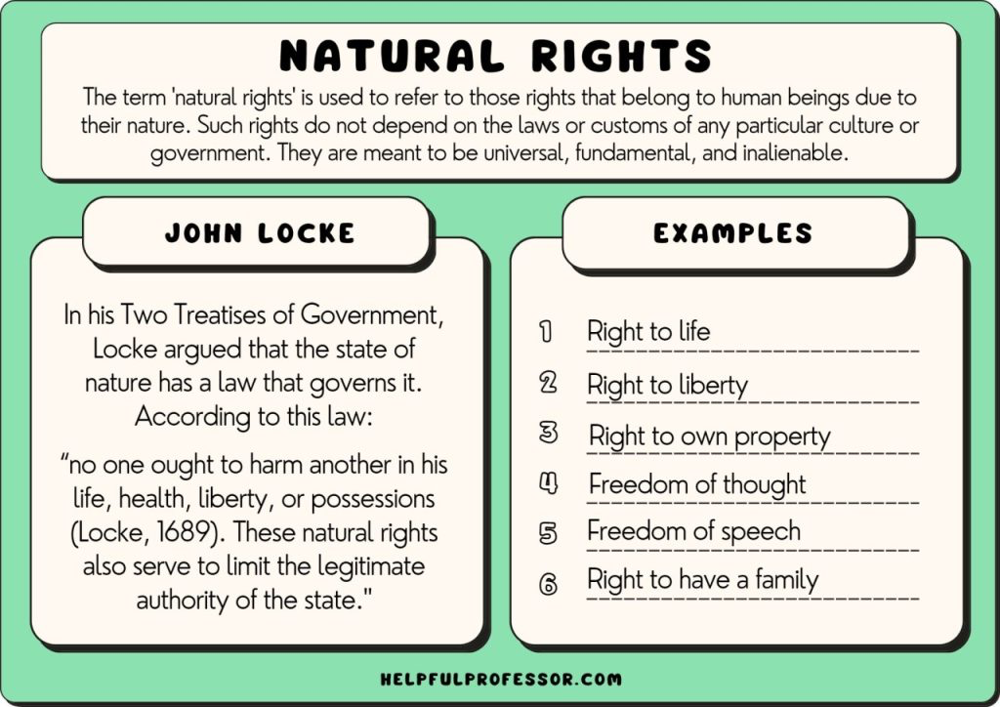 NATURAL RIGHTS
The term 'natural rights' is used to refer to those rights that belong to human beings due to
their nature. Such rights do not depend on the laws or customs of any particular culture or
government. They are meant to be universal, fundamental, and inalienable.
JOHN LOCKE
In his Two Treatises of Government,
Locke argued that the state of
nature has a law that governs it.
According to this law:
“no one ought to harm another in his
life, health, liberty, or possessions
(Locke, 1689). These natural rights
also serve to limit the legitimate
authority of the state."
EXAMPLES
1 Right to life
2 Right to liberty
3 Right to own property
4 Freedom of thought
5 Freedom of speech
6 Right to have a family
HELPFULPROFESSOR.COM